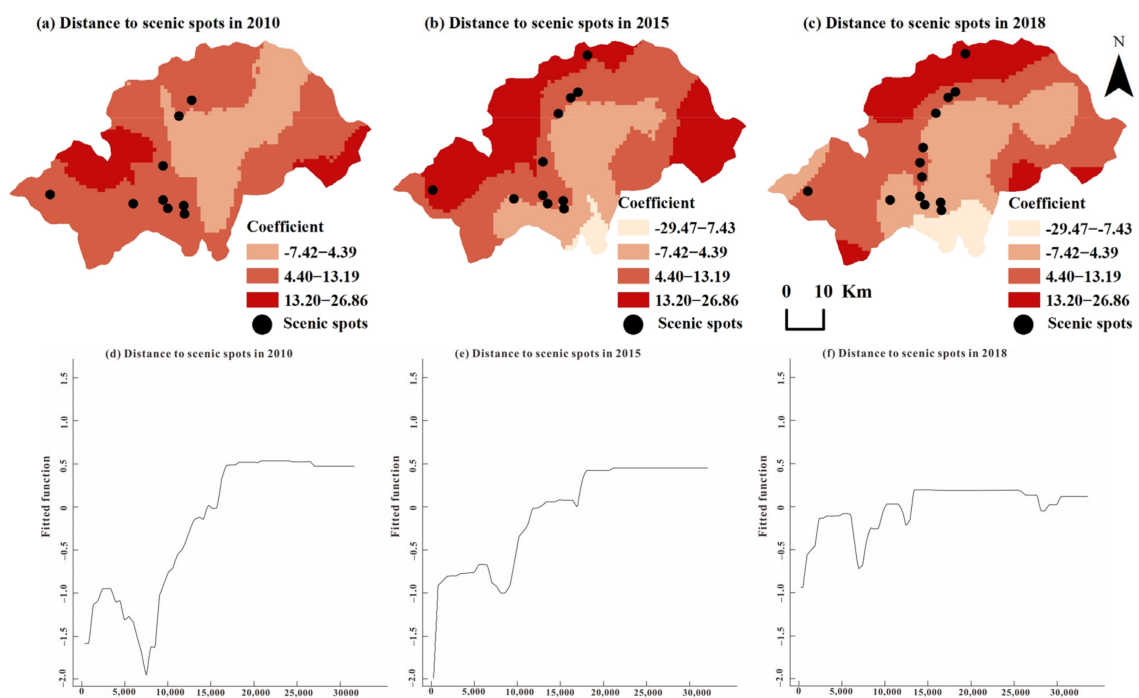 (a) Distance to scenic spots in 2010
(b) Distance to scenic spots in 2015
(c) Distance to scenic spots in 2018
N
Coefficient
-7.42–4.39
4.40–13.19
13.20–26.86
Scenic spots
Coefficient
-29.47–-7.43
-7.42–4.39
4.40–13.19
13.20–26.86
Scenic spots
Coefficient
-29.47–-7.43
-7.42–4.39
4.40–13.19
13.20–26.86
Scenic spots
0 10 Km
(d) Distance to scenic spots in 2010
Fitted function
1.5
1.0
0.5
0
-0.5
-1.0
-1.5
-2.0
0 5,000 10,000 15,000 20,000 25,000 30,000
(e) Distance to scenic spots in 2015
Fitted function
1.5
1.0
0.5
0
-0.5
-1.0
-1.5
-2.0
0 5,000 10,000 15,000 20,000 25,000 30,000
(f) Distance to scenic spots in 2018
Fitted function
1.5
1.0
0.5
0
-0.5
-1.0
-1.5
-2.0
0 5,000 10,000 15,000 20,000 25,000 30,000